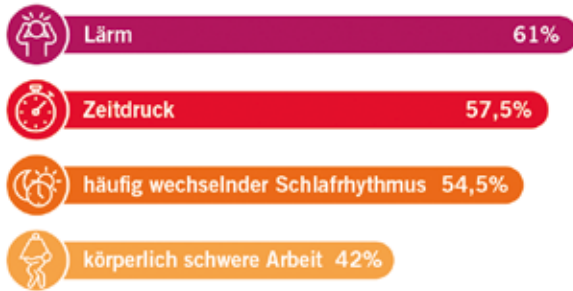 Lärm 61%
Zeitdruck 57,5%
häufig wechselnder Schlafrhythmus 54,5%
körperlich schwere Arbeit 42%